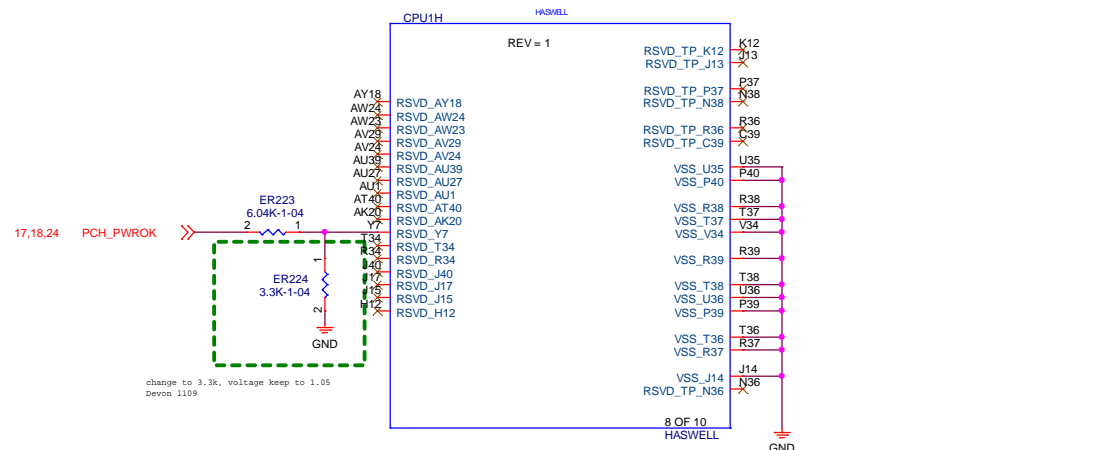 HASWELL
CPU1H
REV = 1
K12
RSVD_TP_K12
J13
RSVD_TP_J13
P37
RSVD_TP_P37
N38
RSVD_TP_N38
R36
RSVD_TP_R36
C39
RSVD_TP_C39
AY18
RSVD_AY18
AW24
RSVD_AW24
AW23
RSVD_AW23
AV29
RSVD_AV29
AV24
RSVD_AV24
AU39
RSVD_AU39
AU27
RSVD_AU27
AU1
RSVD_AU1
AT40
RSVD_AT40
AK20
RSVD_AK20
Y7
RSVD_Y7
T34
RSVD_T34
R34
RSVD_R34
J40
RSVD_J40
J17
RSVD_J17
J15
RSVD_J15
H12
RSVD_H12
U35
VSS_U35
P40
VSS_P40
R38
VSS_R38
T37
VSS_T37
V34
VSS_V34
R39
VSS_R39
T38
VSS_T38
U36
VSS_U36
P39
VSS_P39
T36
VSS_T36
R37
VSS_R37
J14
VSS_J14
N36
RSVD_TP_N36
ER223
6.04K-1-04
2 1
17,18,24 PCH_PWROK
1
ER224
3.3K-1-04
2
GND
change to 3.3k, voltage keep to 1.05
Devon 1109
8 OF 10
HASWELL
GND